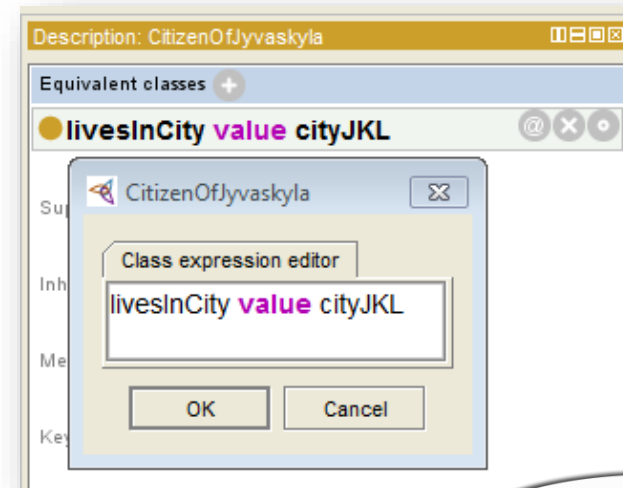 Description: CitizenOfJyvaskyla
Equivalent classes
livesInCity value cityJKL
CitizenOfJyvaskyla
Class expression editor
livesInCity value cityJKL
OK Cancel